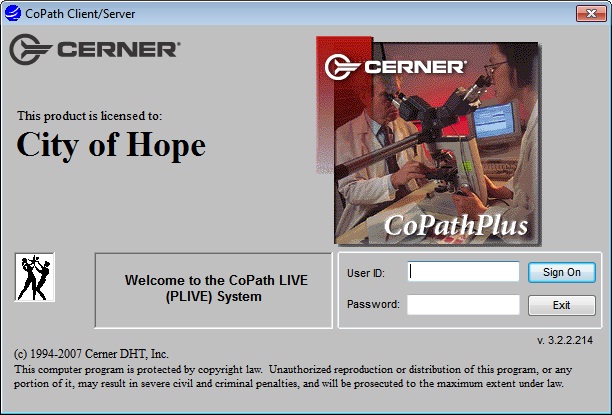 CoPath Client/Server
CERNER®
CERNER®
This product is licensed to:
City of Hope
CoPathPlus
Welcome to the CoPath LIVE
(PLIVE) System
User ID:
Sign On
Password:
Exit
v. 3.2.2.214
(c) 1994-2007 Cerner DHT, Inc.
This computer program is protected by copyright law.  Unauthorized reproduction or distribution of this program, or any
portion of it, may result in severe civil and criminal penalties, and will be prosecuted to the maximum extent under law.